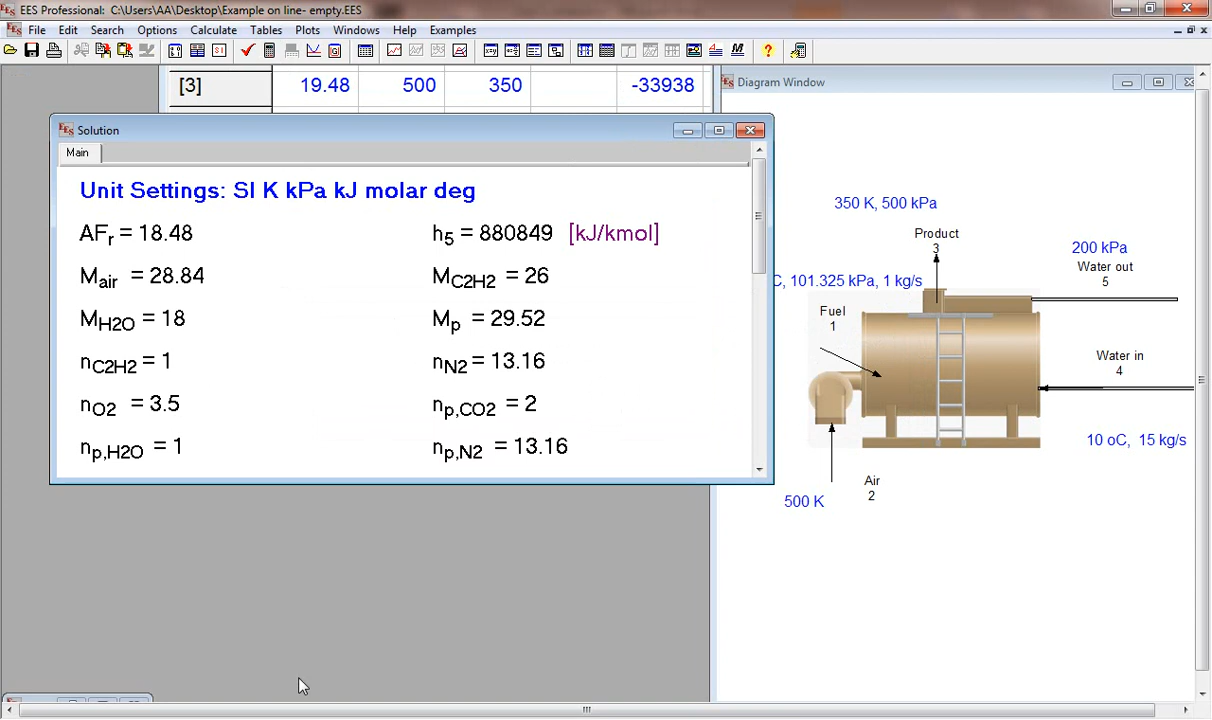 EES Professional: C:\Users\AA\Desktop\Example on line- empty.EES
File Edit Search Options Calculate Tables Plots Windows Help Examples
[3] 19.48 500 350 -33938
Diagram Window
Solution
Main
Unit Settings: SI K kPa kJ molar deg
AFr = 18.48 h5 = 880849 [kJ/kmol]
Mair = 28.84 MC2H2 = 26
MH2O = 18 Mp = 29.52
nC2H2 = 1 nN2 = 13.16
nO2 = 3.5 np,CO2 = 2
np,H2O = 1 np,N2 = 13.16
350 K, 500 kPa
Product
3
200 kPa
Water out
5
C, 101.325 kPa, 1 kg/s
Fuel
1
Water in
4
10 oC, 15 kg/s
Air
2
500 K